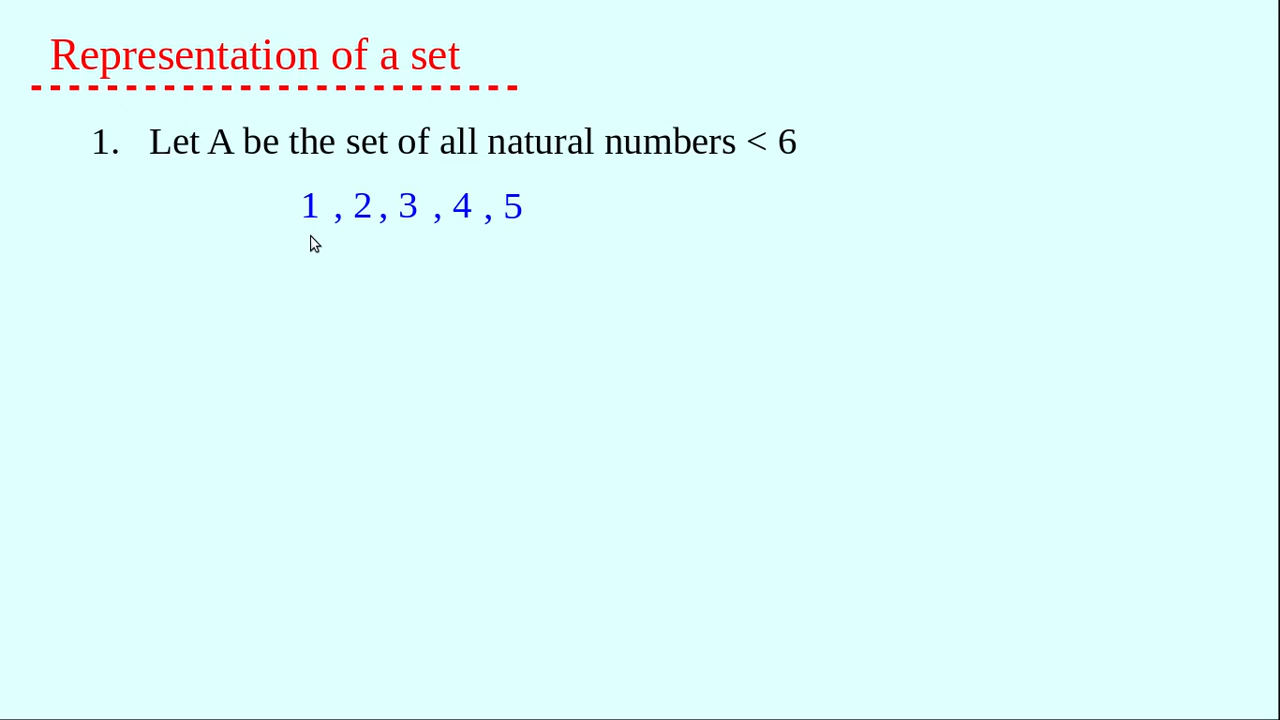 Representation of a set
1. Let A be the set of all natural numbers < 6
1 , 2 , 3 , 4 , 5